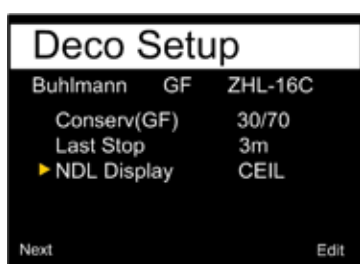 Deco Setup
Buhlmann GF ZHL-16C
Conserv(GF) 30/70
Last Stop 3m
NDL Display CEIL
Next Edit